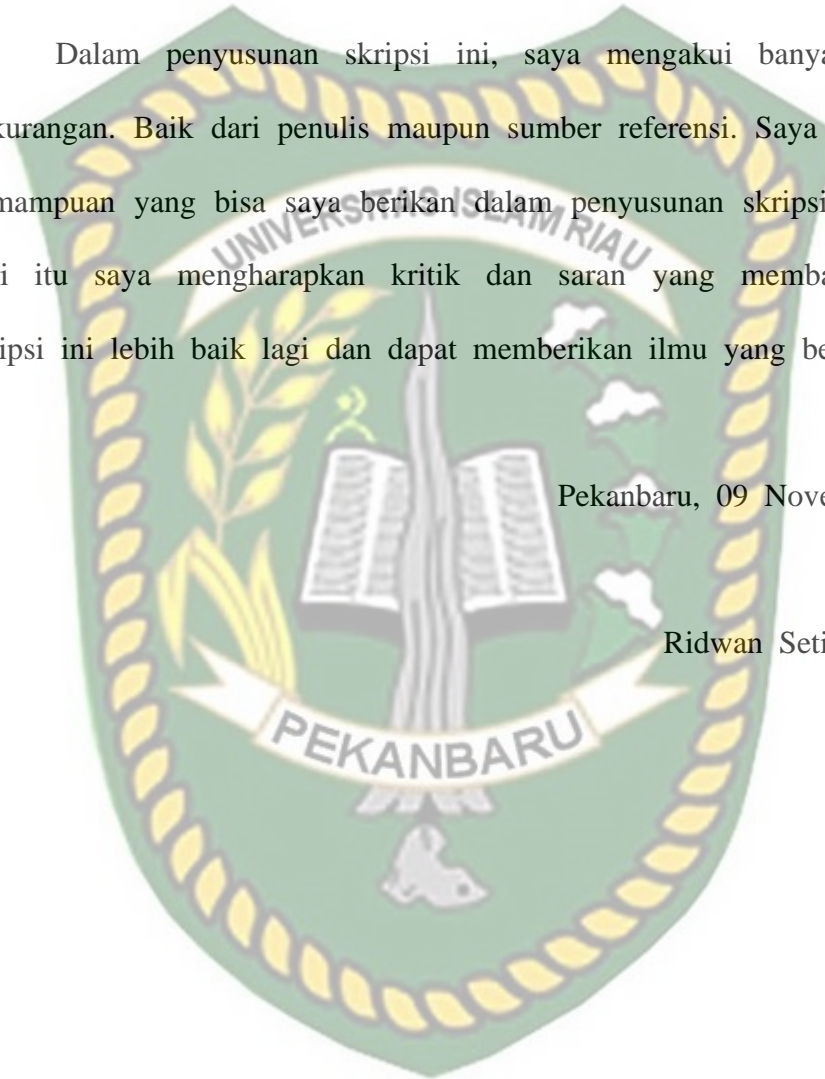 Dalam penyusunan skripsi ini, saya mengakui banya
kurangan. Baik dari penulis maupun sumber referensi. Saya
mampuan yang bisa saya berikan dalam penyusunan skripsi
UNIVERSITAS ISLAM RIAU
i itu saya mengharapkan kritik dan saran yang memba
ipsi ini lebih baik lagi dan dapat memberikan ilmu yang be
Pekanbaru, 09 Nove
Ridwan Seti
PEKANBARU